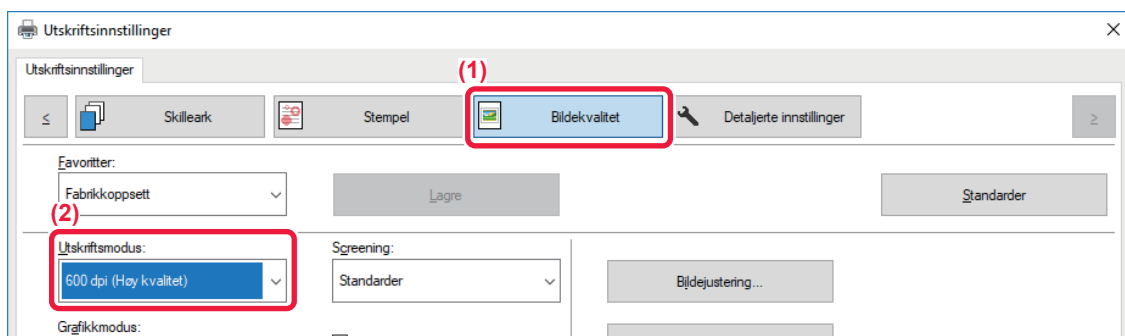 Utskriftsinnstillinger
Utskriftsinnstillinger
(1)
< Skilleark Stempel Bildekvalitet Detaljerte innstillinger >
Favoritter:
Fabrikkoppsett Lagre Standarder
(2)
Utskriftsmodus: Screening:
600 dpi (Høy kvalitet) Standarder Bildejustering...
Grafikkmodus: